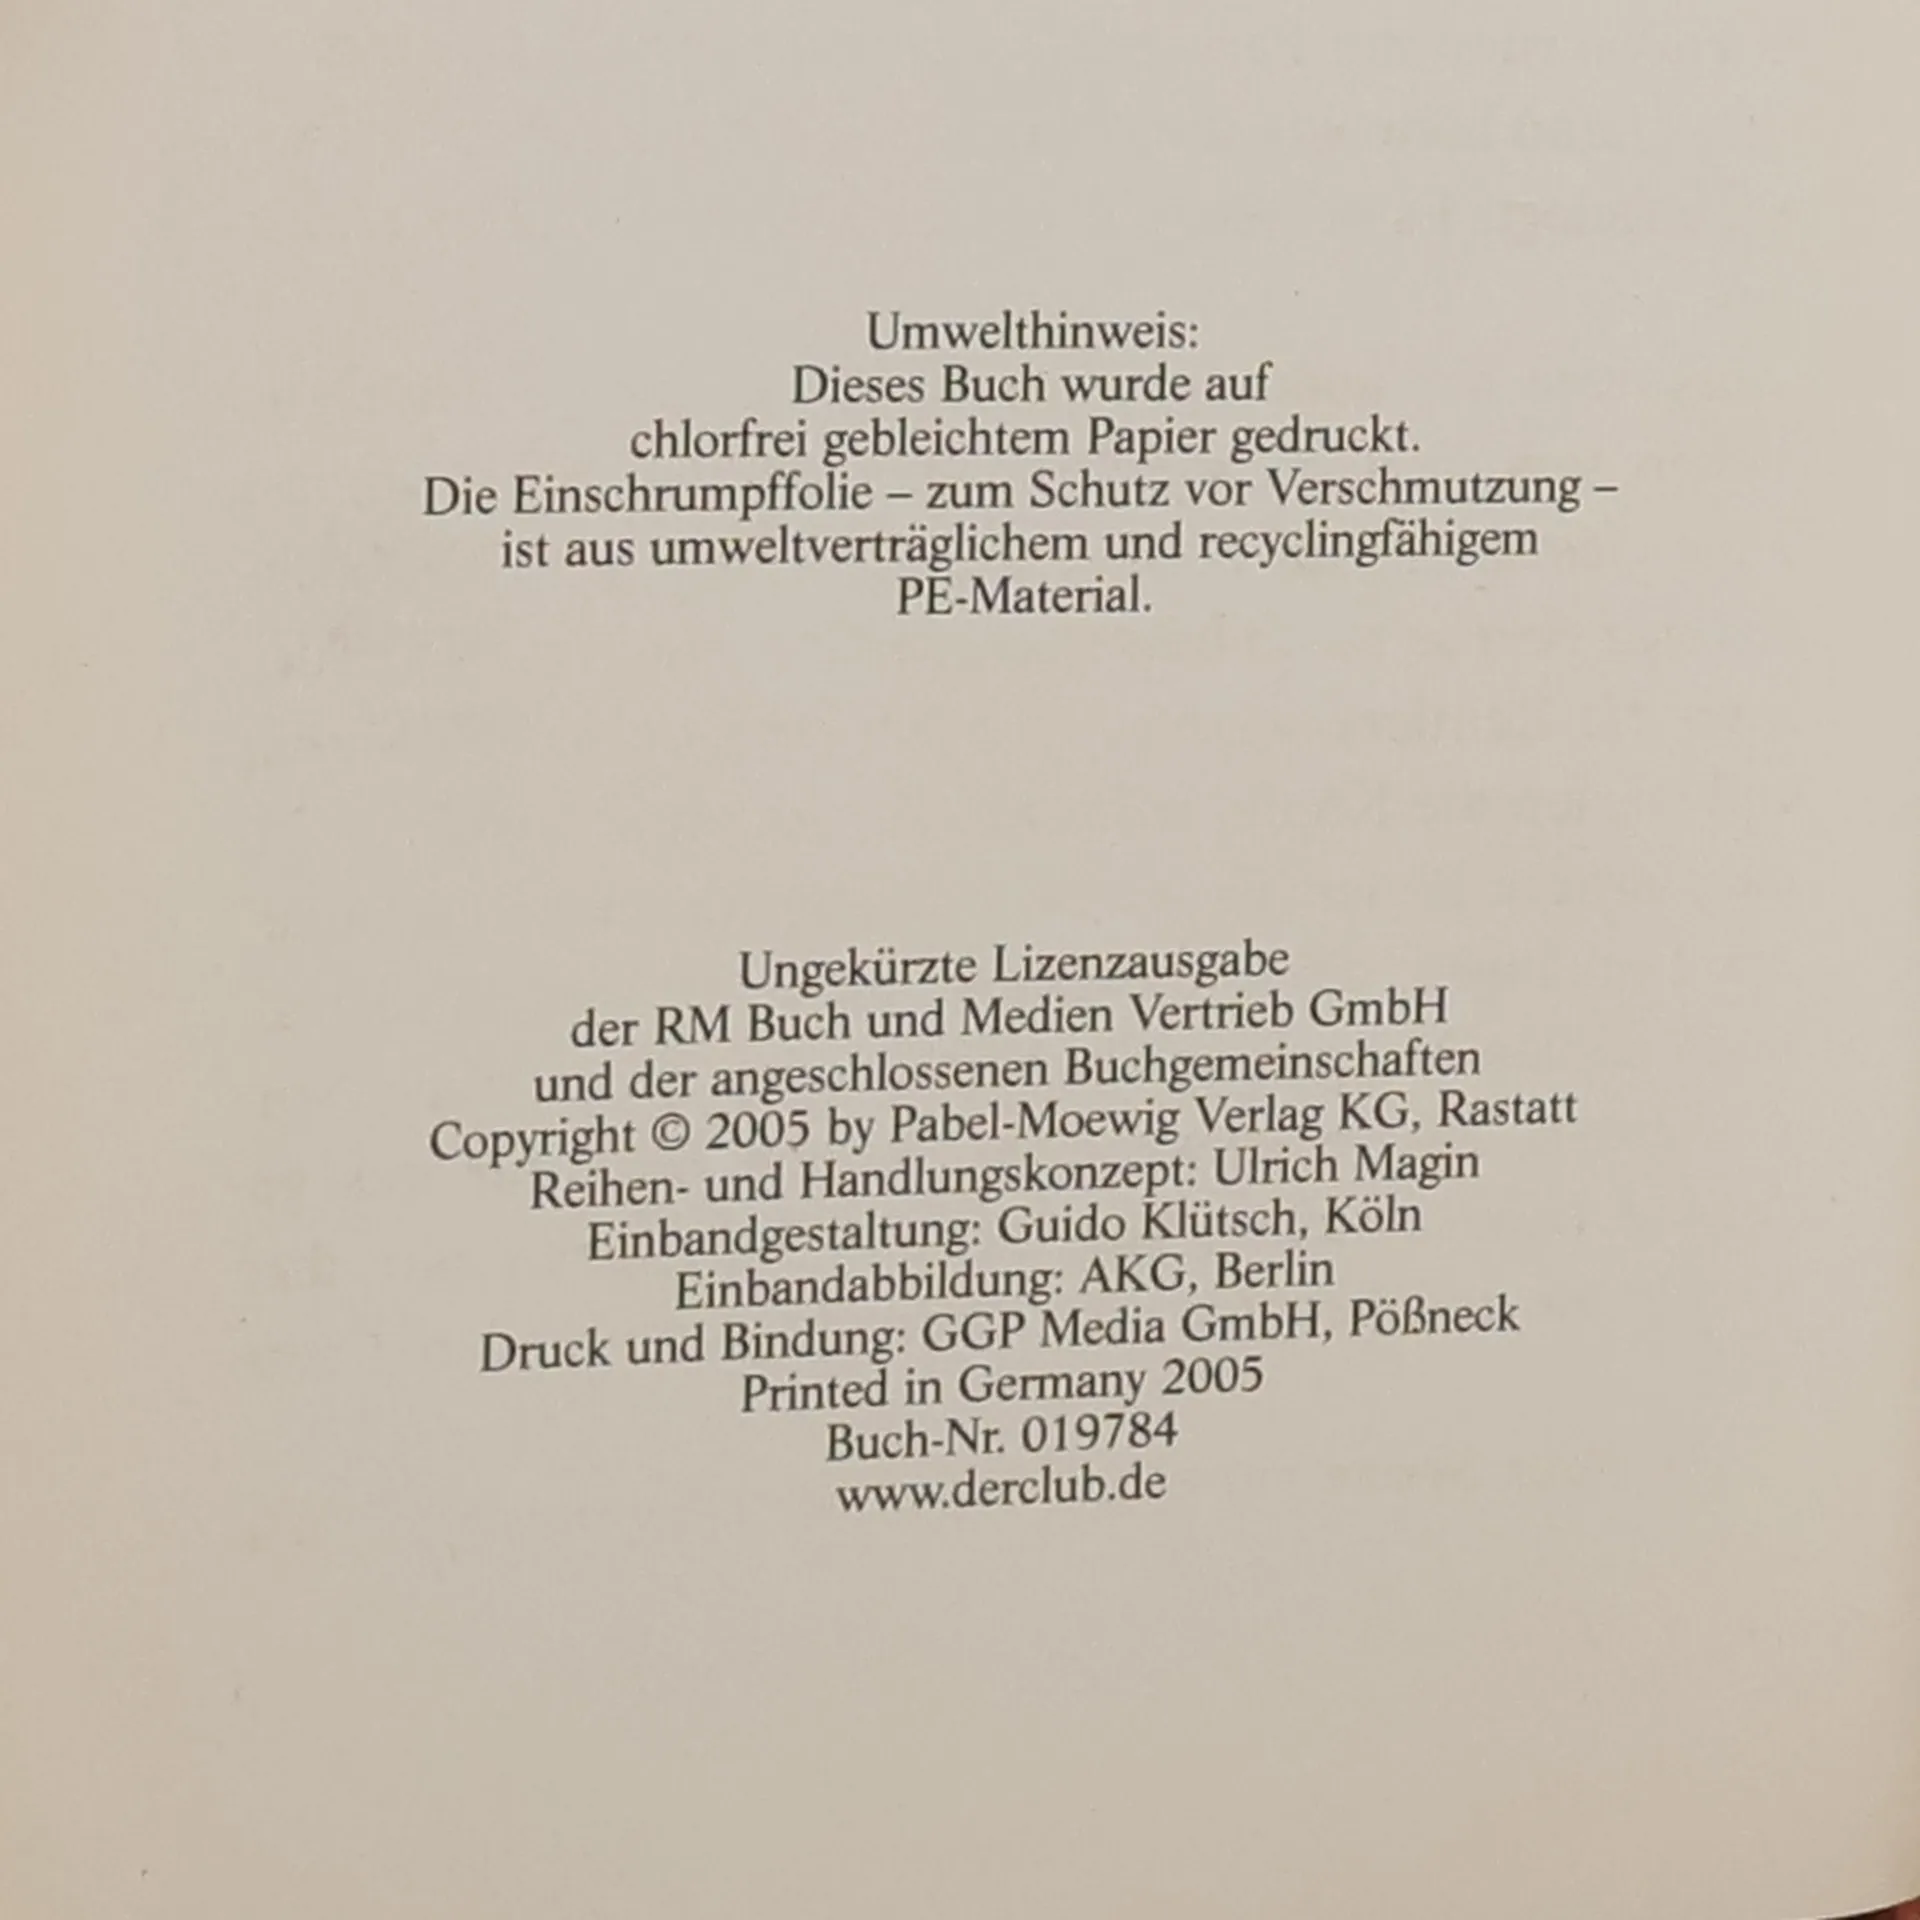 Umwelthinweis:
Dieses Buch wurde auf
chlorfrei gebleichtem Papier gedruckt.
Die Einschrumpffolie – zum Schutz vor Verschmutzung –
ist aus umweltverträglichem und recyclingfähigem
PE-Material.
Ungekürzte Lizenzausgabe
der RM Buch und Medien Vertrieb GmbH
und der angeschlossenen Buchgemeinschaften
Copyright © 2005 by Pabel-Moewig Verlag KG, Rastatt
Reihen- und Handlungskonzept: Ulrich Magin
Einbandgestaltung: Guido Klütsch, Köln
Einbandabbildung: AKG, Berlin
Druck und Bindung: GGP Media GmbH, Pößneck
Printed in Germany 2005
Buch-Nr. 019784
www.derclub.de